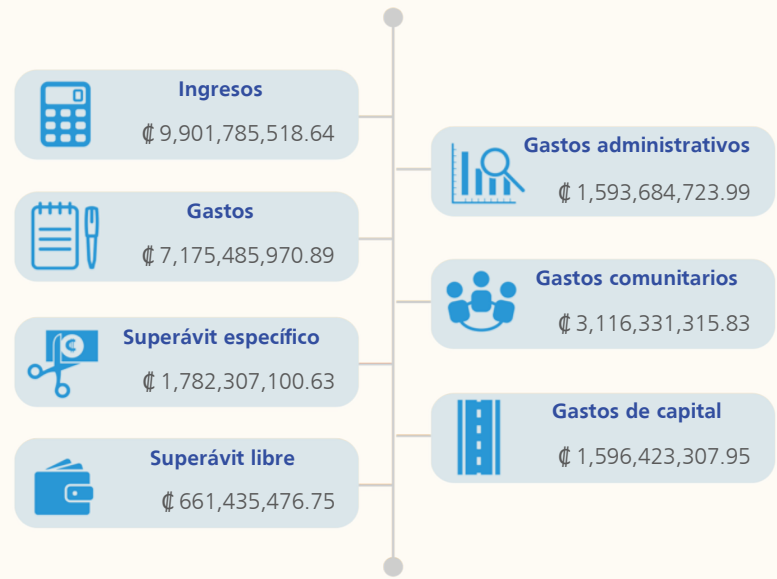 Ingresos
₡ 9,901,785,518.64
Gastos
₡ 7,175,485,970.89
Superávit específico
₡ 1,782,307,100.63
Superávit libre
₡ 661,435,476.75
Gastos administrativos
₡ 1,593,684,723.99
Gastos comunitarios
₡ 3,116,331,315.83
Gastos de capital
₡ 1,596,423,307.95